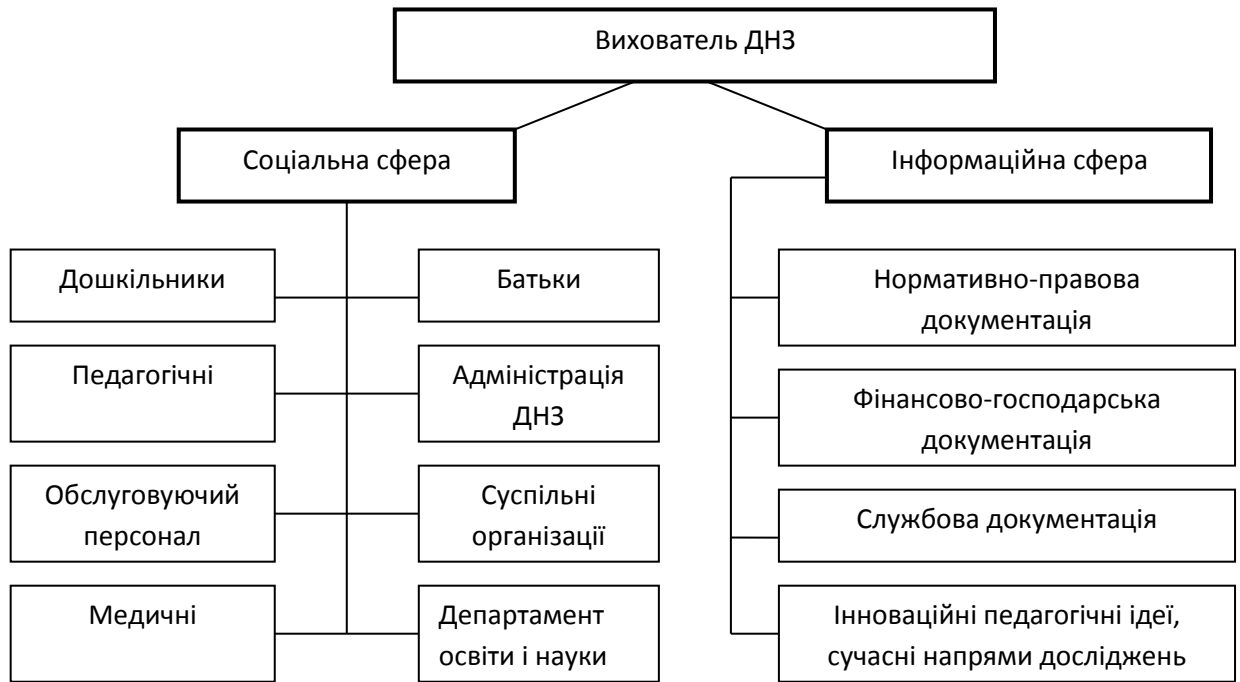 Вихователь ДНЗ
Соціальна сфера
Інформаційна сфера
Дошкільники
Батьки
Нормативно-правова
документація
Педагогічні
Адміністрація
ДНЗ
Фінансово-господарська
документація
Обслуговуючий
персонал
Суспільні
організації
Службова документація
Медичні
Департамент
освіти і науки
Інноваційні педагогічні ідеї,
сучасні напрями досліджень